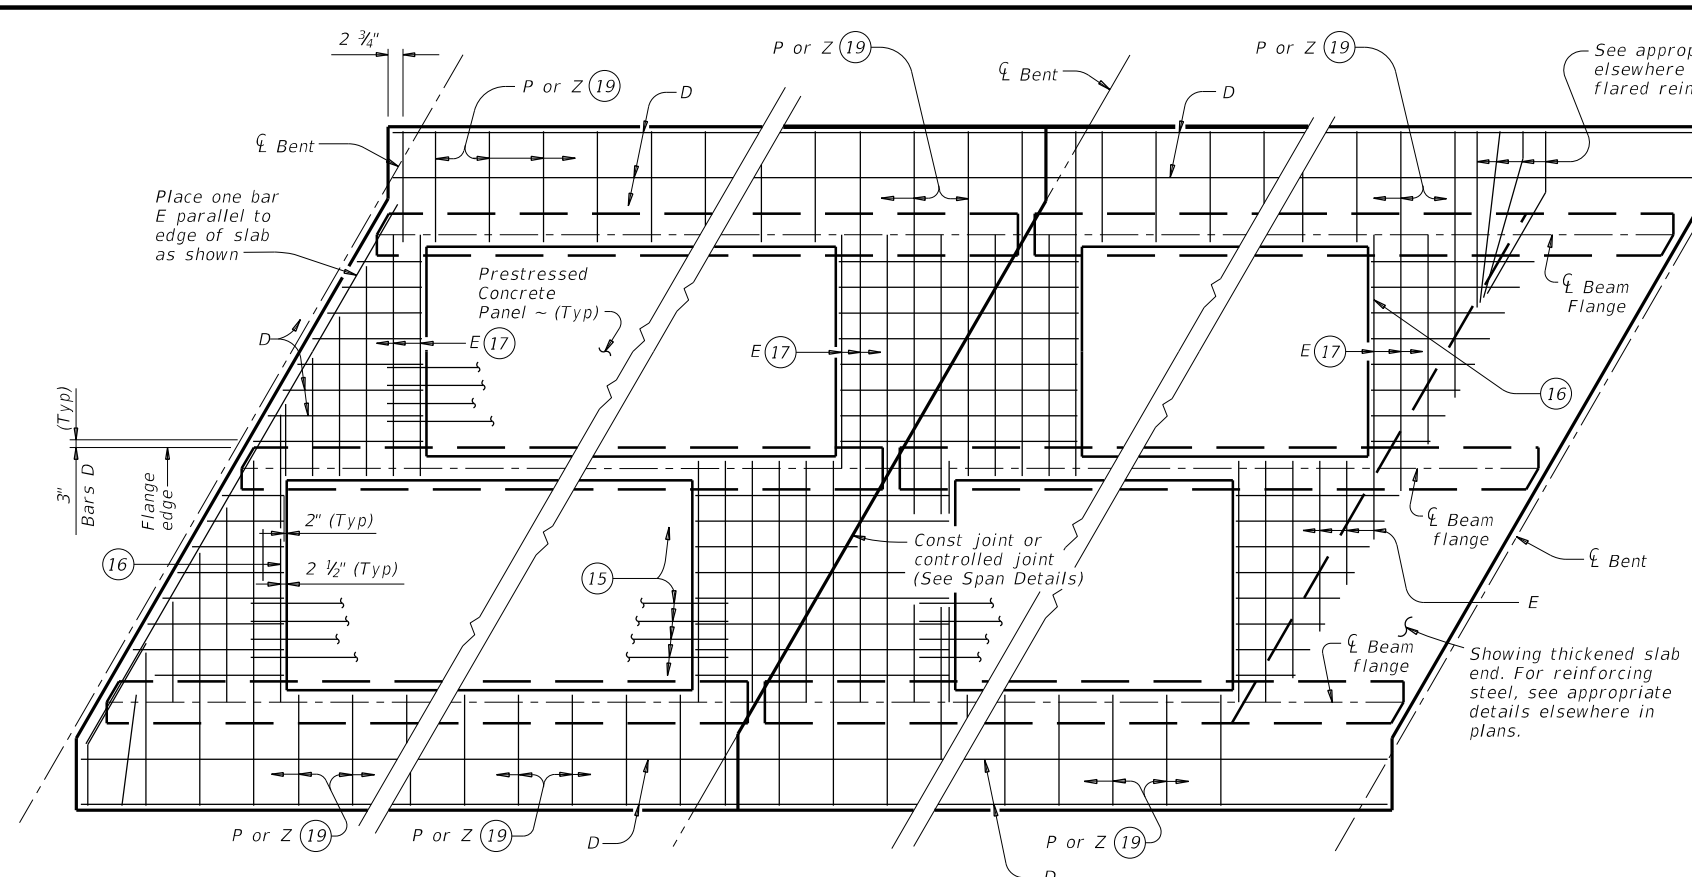 2 ¾"
P or Z 19
D
P or Z 19
℄ Bent
D
P or Z 19
See approp
elsewhere
flared rein
℄ Bent
Place one bar
E parallel to
edge of slab
as shown
Prestressed
Concrete
Panel ~ (Typ)
℄ Beam
Flange
D
E 17
E 17
E 17
16
3" (Typ)
Bars D
Flange
edge
2" (Typ)
16
2 ½" (Typ)
15
Const joint or
controlled joint
(See Span Details)
℄ Beam
flange
℄ Bent
E
℄ Beam
flange
Showing thickened slab
end. For reinforcing
steel, see appropriate
details elsewhere in
plans.
P or Z 19
P or Z 19
D
P or Z 19
D